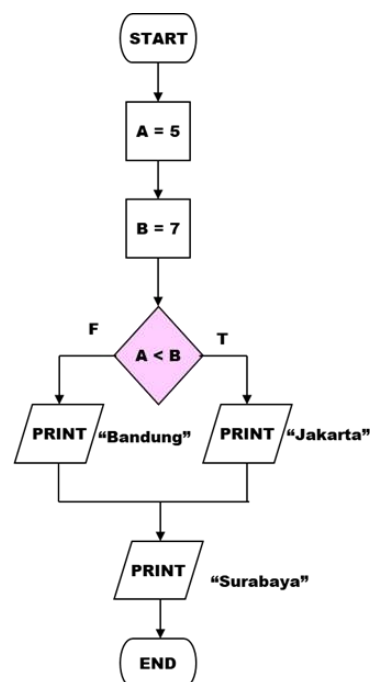 START
A = 5
B = 7
F
T
A < B
PRINT “Bandung”
PRINT “Jakarta”
PRINT “Surabaya”
END